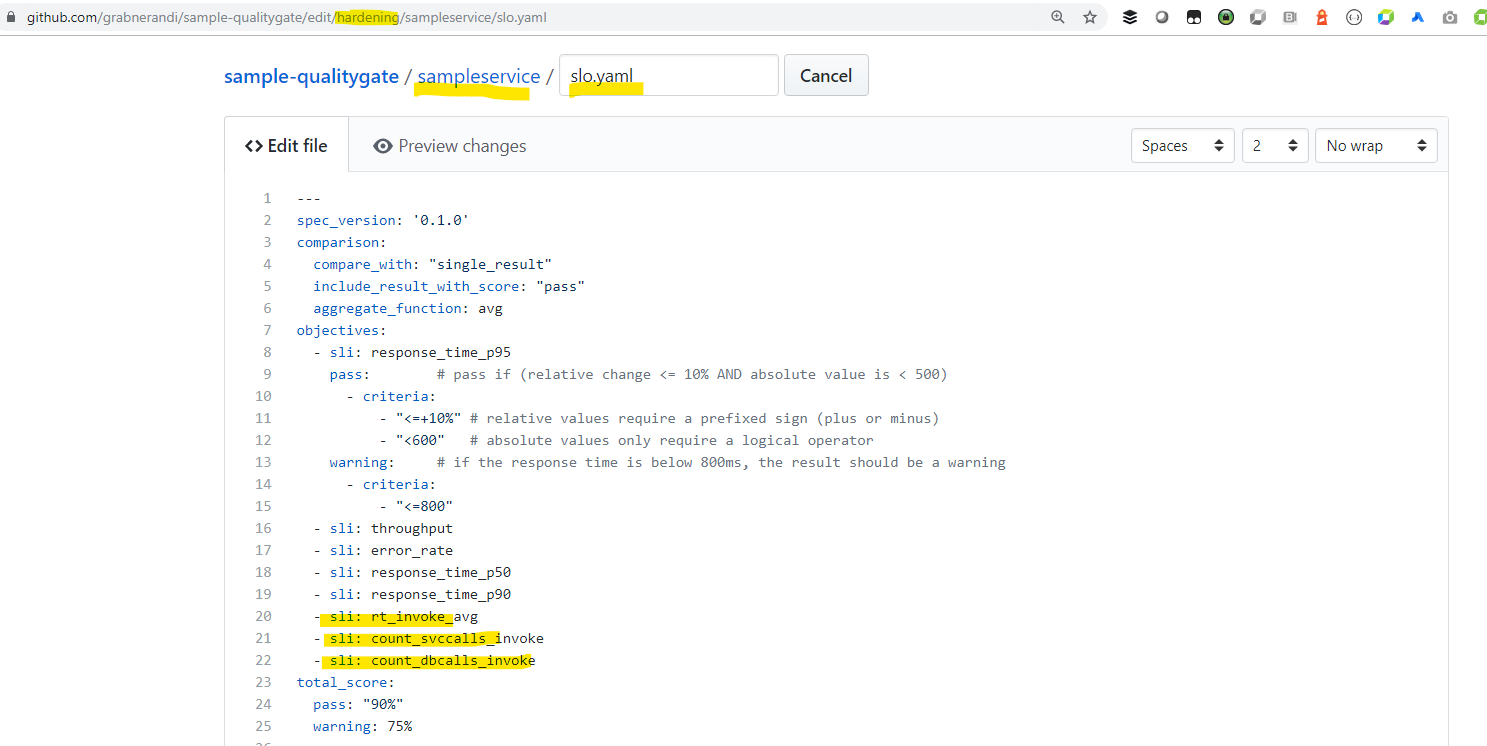 github.com/grabnerandi/sample-qualitygate/edit/hardening/sampleservice/slo.yaml
sample-qualitygate / sampleservice / slo.yaml Cancel
<> Edit file Preview changes Spaces 2 No wrap
1 ---
2 spec_version: '0.1.0'
3 comparison:
4 compare_with: "single_result"
5 include_result_with_score: "pass"
6 aggregate_function: avg
7 objectives:
8 - sli: response_time_p95
9 pass: # pass if (relative change <= 10% AND absolute value is < 500)
10 - criteria:
11 - "<=+10%" # relative values require a prefixed sign (plus or minus)
12 - "<600" # absolute values only require a logical operator
13 warning: # if the response time is below 800ms, the result should be a warning
14 - criteria:
15 - "<=800"
16 - sli: throughput
17 - sli: error_rate
18 - sli: response_time_p50
19 - sli: response_time_p90
20 - sli: rt_invoke_avg
21 - sli: count_svccalls_invoke
22 - sli: count_dbcalls_invoke
23 total_score:
24 pass: "90%"
25 warning: 75%